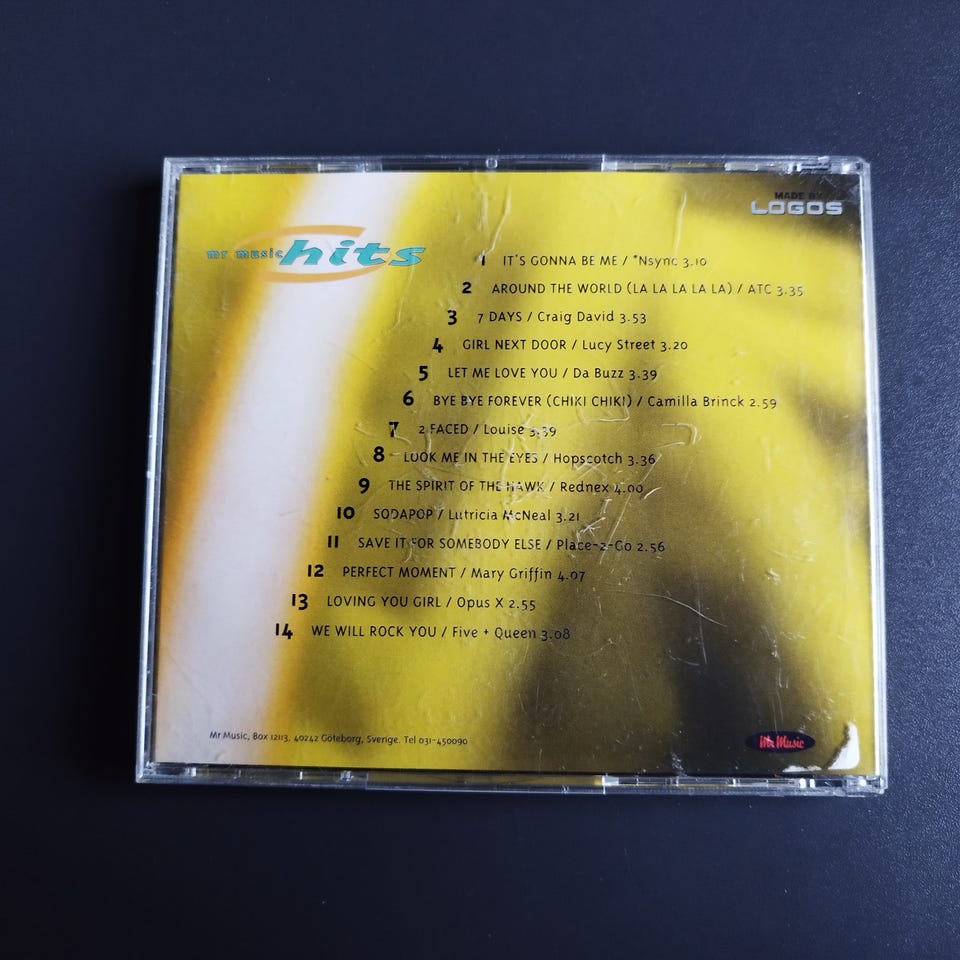 MADE BY
LOGOS
mr music hits
1 IT'S GONNA BE ME / *Nsync 3.10
2 AROUND THE WORLD (LA LA LA LA LA) / ATC 3.35
3 7 DAYS / Craig David 3.53
4 GIRL NEXT DOOR / Lucy Street 3.20
5 LET ME LOVE YOU / Da Buzz 3.39
6 BYE BYE FOREVER (CHIKI CHIKI) / Camilla Brinck 2.59
7 2 FACED / Louise 3.39
8 LOOK ME IN THE EYES / Hopscotch 3.36
9 THE SPIRIT OF THE HAWK / Rednex 4.00
10 SODAPOP / Lutricia McNeal 3.21
11 SAVE IT FOR SOMEBODY ELSE / Place-2-Go 2.56
12 PERFECT MOMENT / Mary Griffin 4.07
13 LOVING YOU GIRL / Opus X 2.55
14 WE WILL ROCK YOU / Five + Queen 3.08
Mr Music, Box 12113, 40242 Göteborg, Sverige. Tel 031-450090
Mr Music